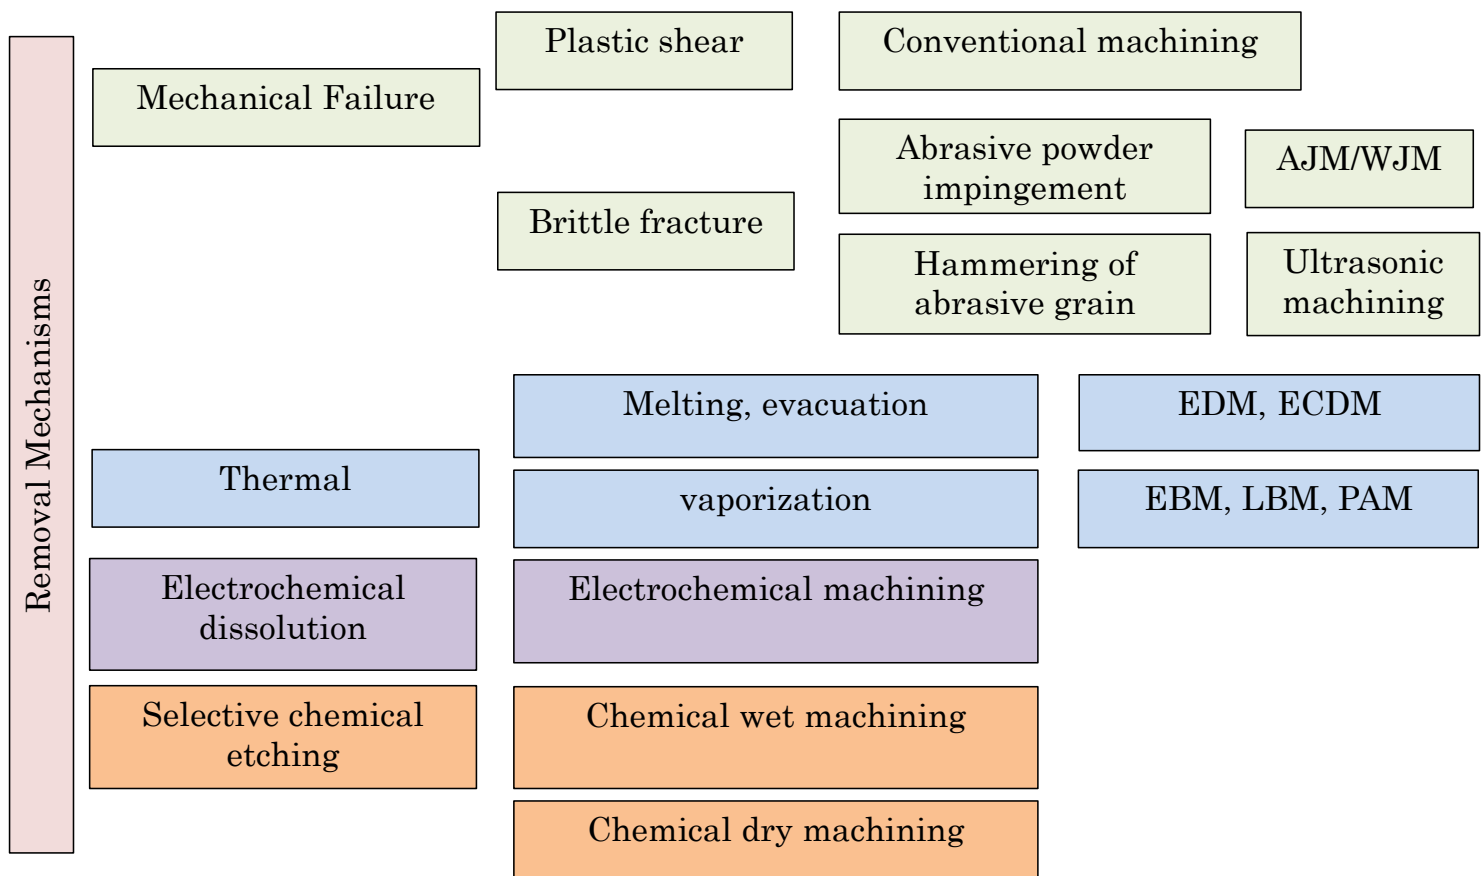 Removal Mechanisms
Mechanical Failure
Plastic shear
Conventional machining
Brittle fracture
Abrasive powder
impingement
AJM/WJM
Hammering of
abrasive grain
Ultrasonic
machining
Thermal
Melting, evacuation
EDM, ECDM
vaporization
EBM, LBM, PAM
Electrochemical
dissolution
Electrochemical machining
Selective chemical
etching
Chemical wet machining
Chemical dry machining